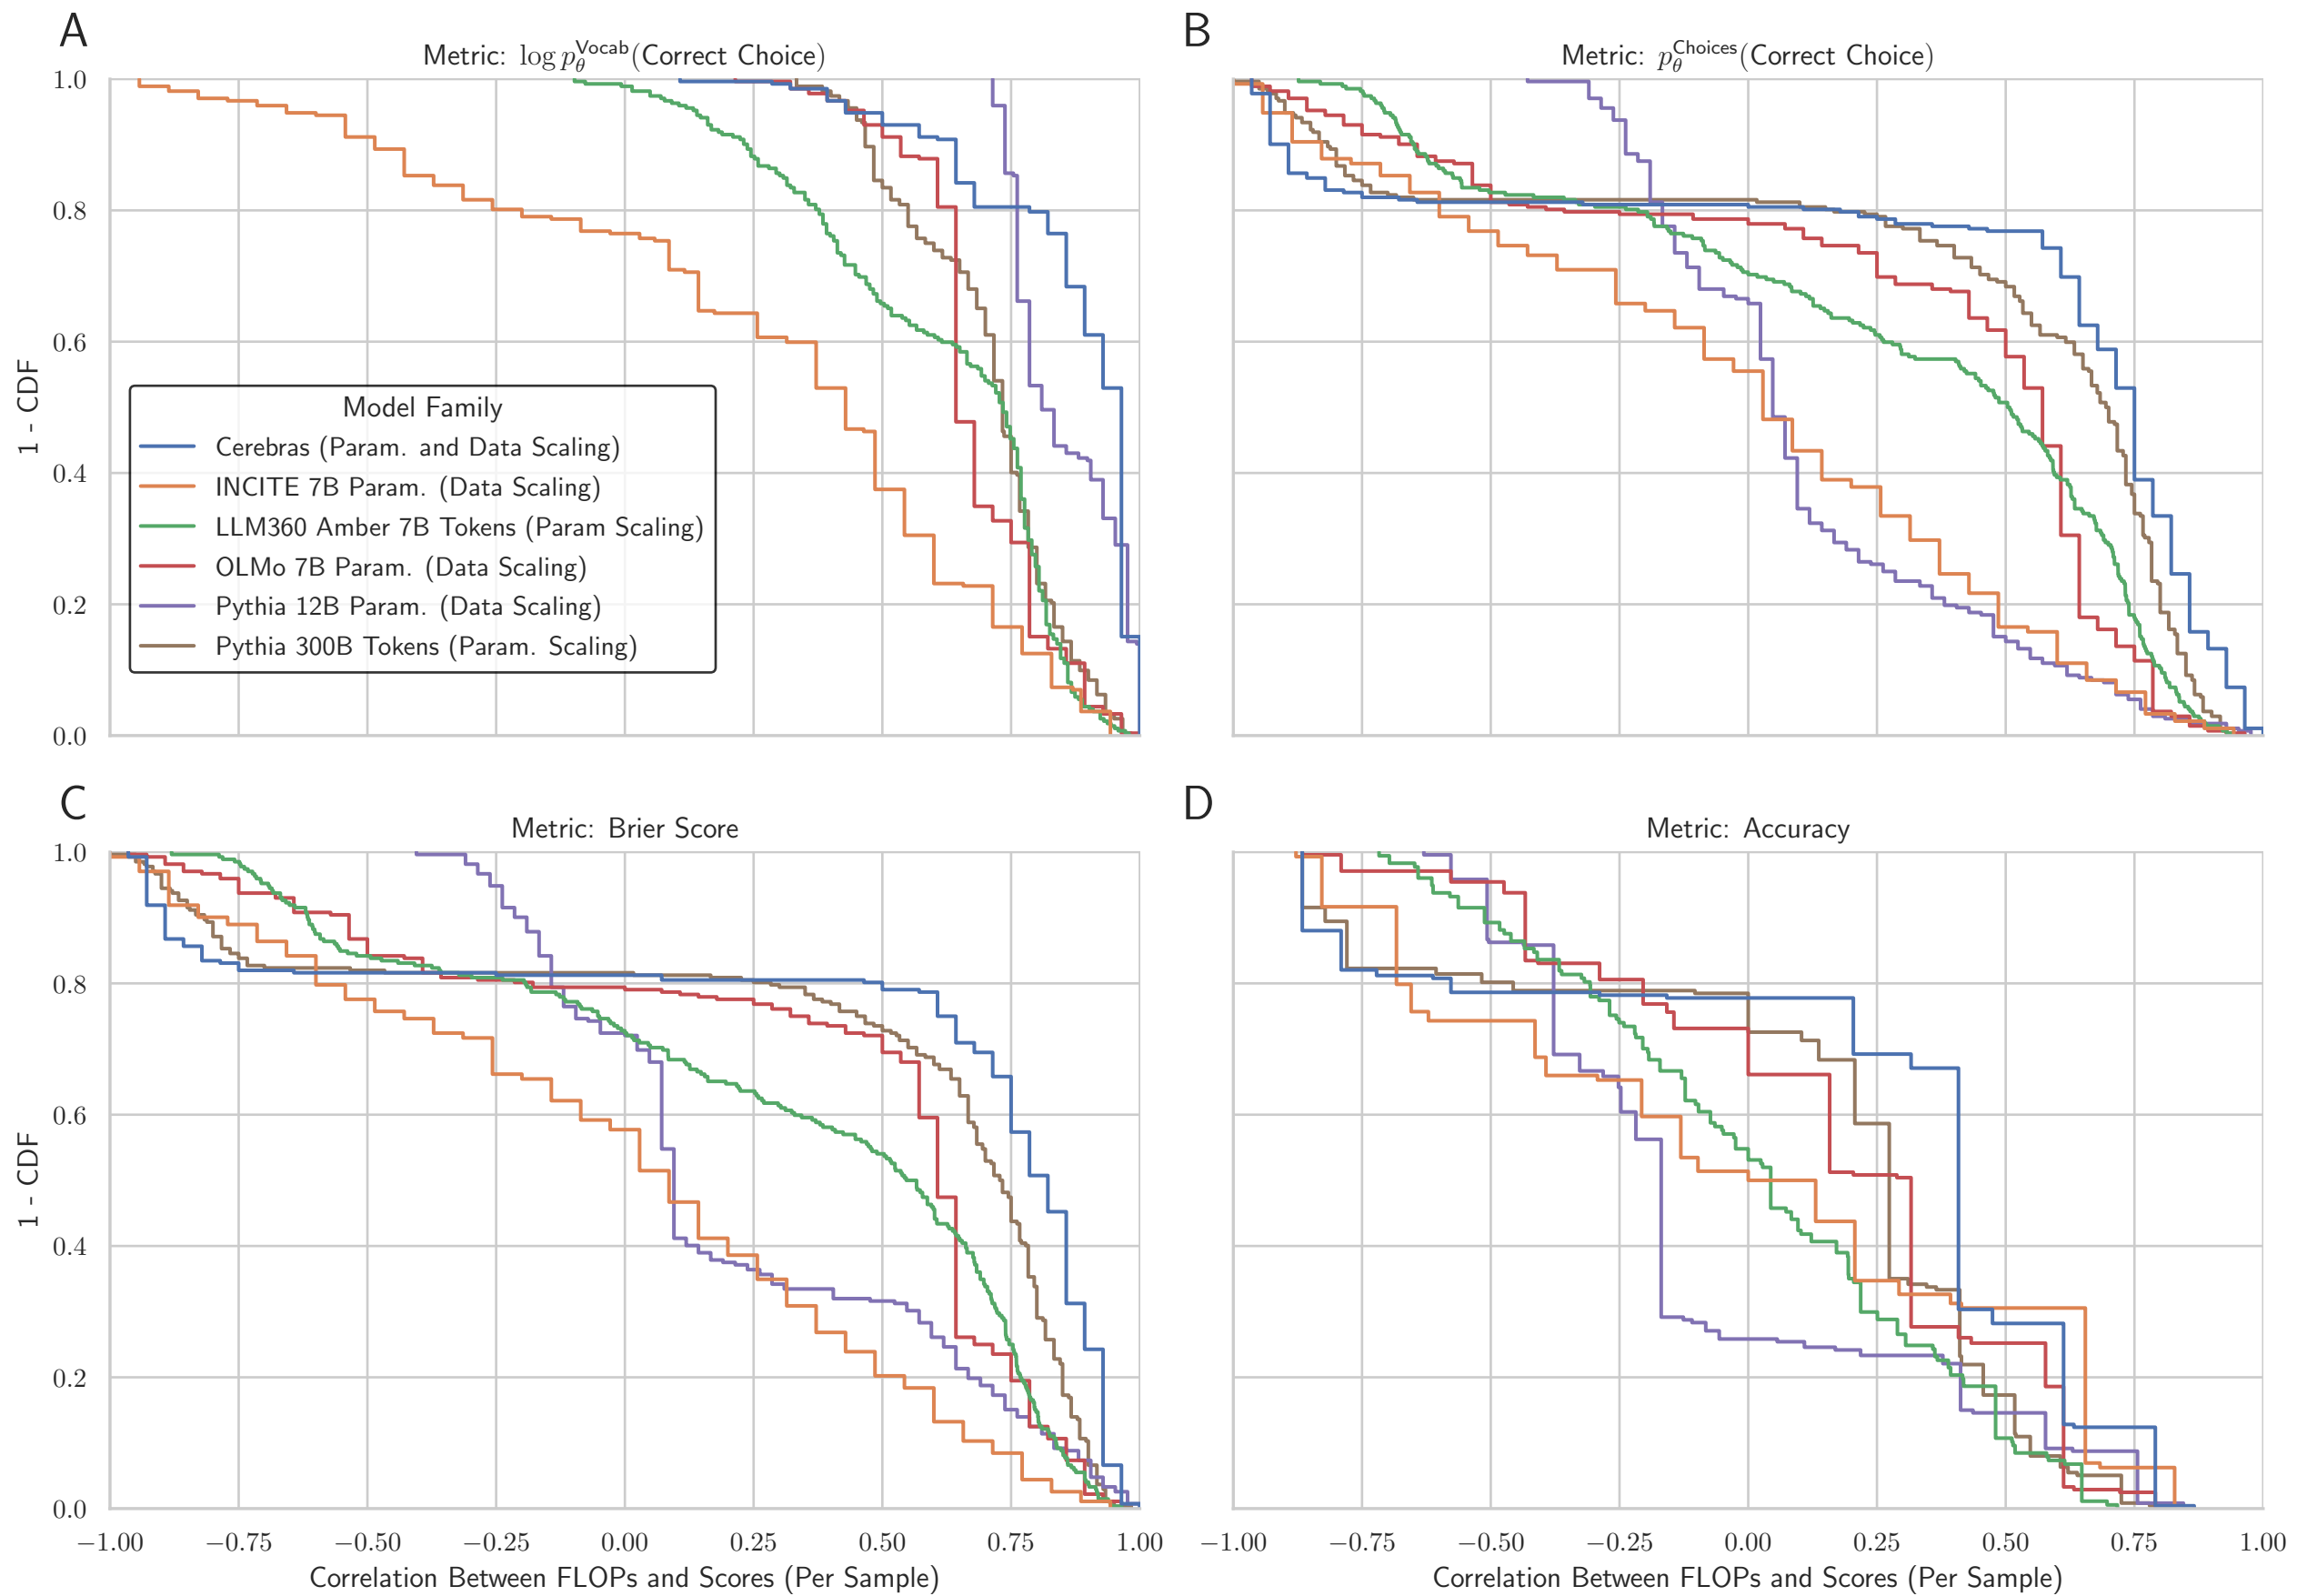 A
Metric: log p_θ^Vocab(Correct Choice)
1.0
0.8
0.6
0.4
0.2
0.0
1 - CDF
Model Family
Cerebras (Param. and Data Scaling)
INCITE 7B Param. (Data Scaling)
LLM360 Amber 7B Tokens (Param Scaling)
OLMo 7B Param. (Data Scaling)
Pythia 12B Param. (Data Scaling)
Pythia 300B Tokens (Param. Scaling)
B
Metric: p_θ^Choices(Correct Choice)
C
Metric: Brier Score
1.0
0.8
0.6
0.4
0.2
0.0
1 - CDF
−1.00 −0.75 −0.50 −0.25 0.00 0.25 0.50 0.75 1.00
Correlation Between FLOPs and Scores (Per Sample)
D
Metric: Accuracy
−1.00 −0.75 −0.50 −0.25 0.00 0.25 0.50 0.75 1.00
Correlation Between FLOPs and Scores (Per Sample)